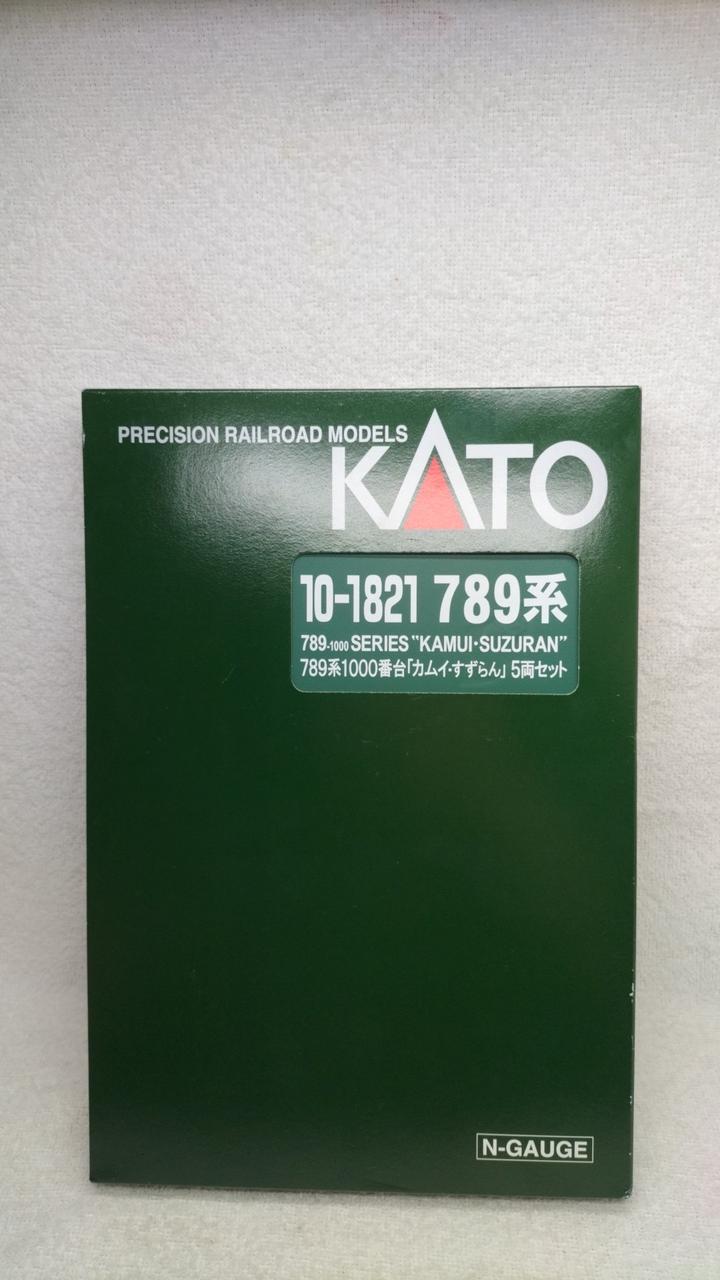 PRECISION RAILROAD MODELS
KATO
10-1821 789系
789-1000 SERIES "KAMUI・SUZURAN"
789系1000番台「カムイ・すずらん」 5両セット
N-GAUGE